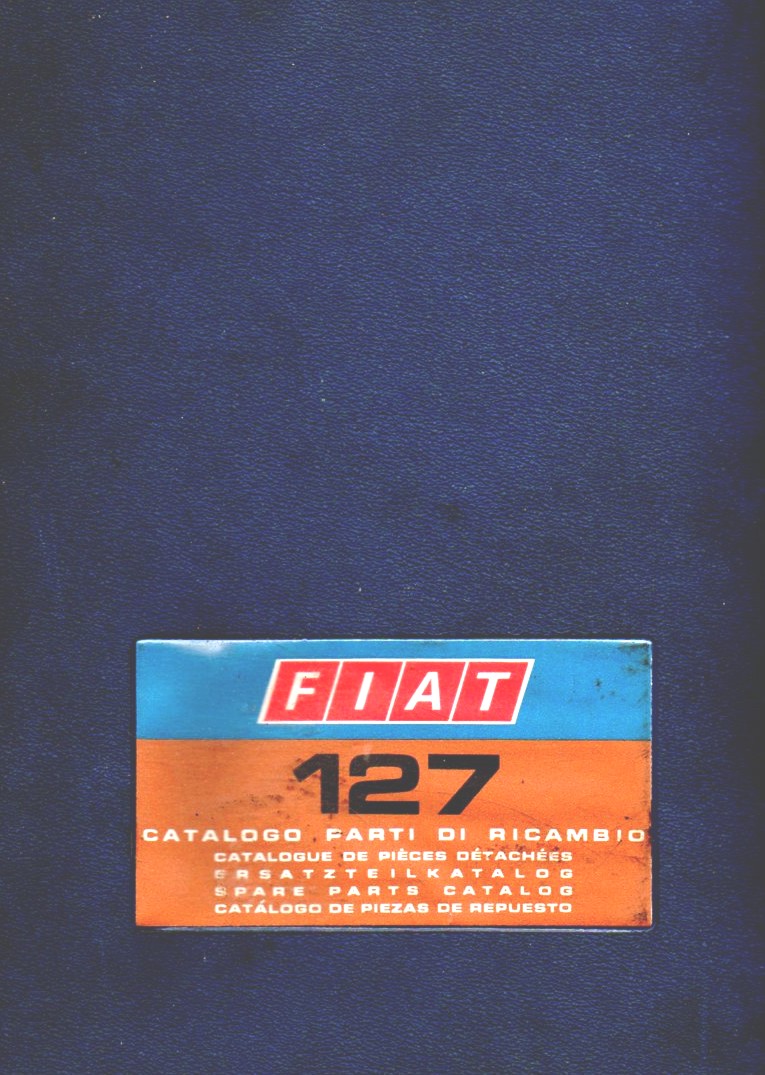 FIAT
127
CATALOGO PARTI DI RICAMBIO
CATALOGUE DE PIÈCES DÉTACHÉES
ERSATZTEILKATALOG
SPARE PARTS CATALOG
CATÁLOGO DE PIEZAS DE REPUESTO